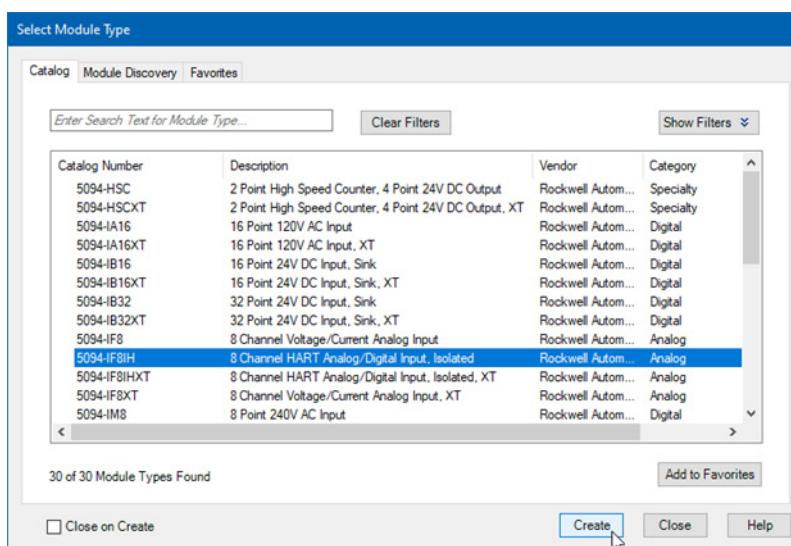 Select Module Type
Catalog Module Discovery Favorites
Enter Search Text for Module Type... Clear Filters Show Filters
Catalog Number Description Vendor Category
5094-HSC 2 Point High Speed Counter, 4 Point 24V DC Output Rockwell Autom... Specialty
5094-HSCXT 2 Point High Speed Counter, 4 Point 24V DC Output, XT Rockwell Autom... Specialty
5094-IA16 16 Point 120V AC Input Rockwell Autom... Digital
5094-IA16XT 16 Point 120V AC Input, XT Rockwell Autom... Digital
5094-IB16 16 Point 24V DC Input, Sink Rockwell Autom... Digital
5094-IB16XT 16 Point 24V DC Input, Sink, XT Rockwell Autom... Digital
5094-IB32 32 Point 24V DC Input, Sink Rockwell Autom... Digital
5094-IB32XT 32 Point 24V DC Input, Sink, XT Rockwell Autom... Digital
5094-IF8 8 Channel Voltage/Current Analog Input Rockwell Autom... Analog
5094-IF8IH 8 Channel HART Analog/Digital Input, Isolated Rockwell Autom... Analog
5094-IF8IHXT 8 Channel HART Analog/Digital Input, Isolated, XT Rockwell Autom... Analog
5094-IF8XT 8 Channel Voltage/Current Analog Input, XT Rockwell Autom... Analog
5094-IM8 8 Point 240V AC Input Rockwell Autom... Digital
30 of 30 Module Types Found Add to Favorites
Close on Create Create Close Help